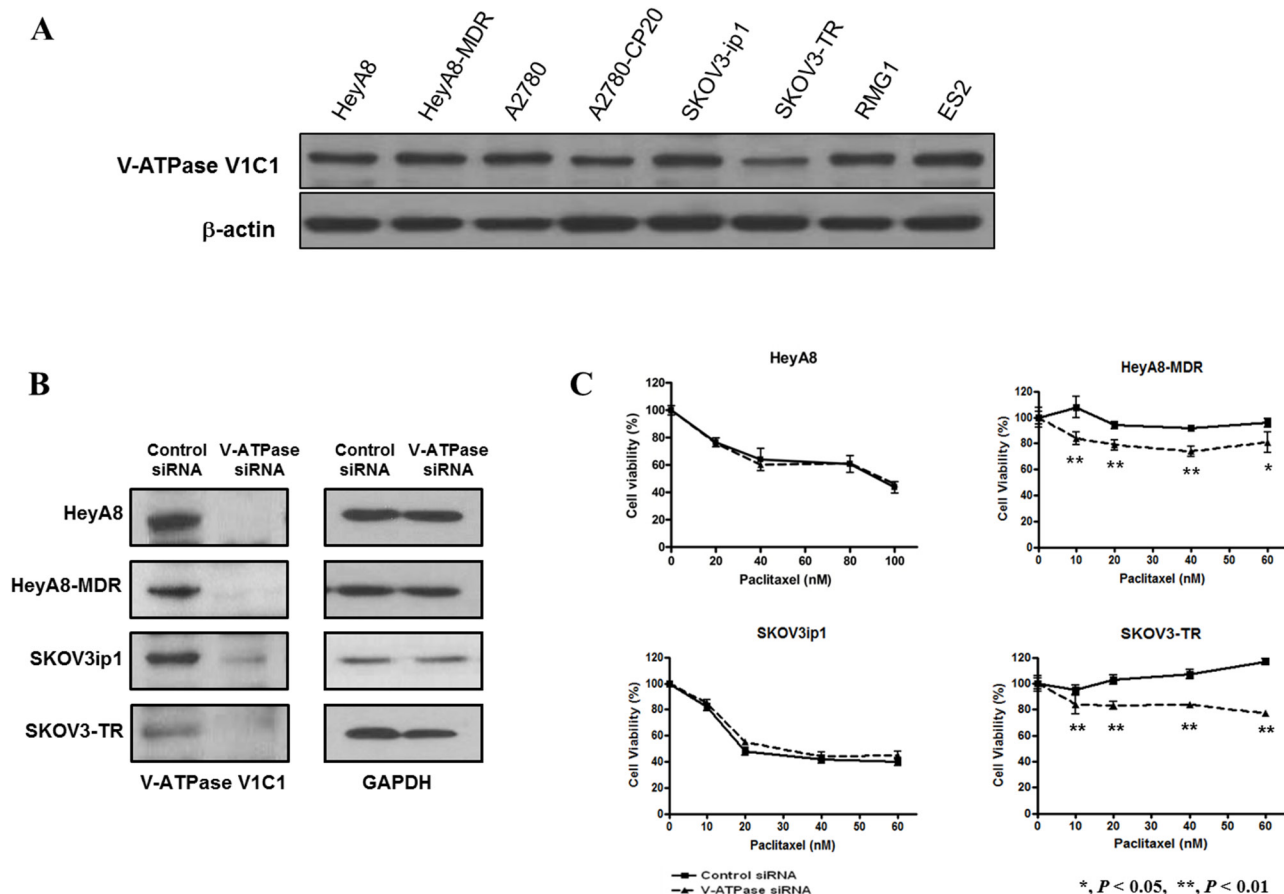 A
HeyA8
HeyA8-MDR
A2780
A2780-CP20
SKOV3-ip1
SKOV3-TR
RMG1
ES2
V-ATPase V1C1
β-actin
B
Control siRNA
V-ATPase siRNA
Control siRNA
V-ATPase siRNA
HeyA8
HeyA8-MDR
SKOV3ip1
SKOV3-TR
V-ATPase V1C1
GAPDH
C
HeyA8
Cell viability (%)
120
100
80
60
40
20
0
0 20 40 60 80 100
Paclitaxel (nM)
HeyA8-MDR
Cell Viability (%)
120
100
80
60
40
20
0
** ** ** *
0 10 20 30 40 50 60
Paclitaxel (nM)
SKOV3ip1
Cell Viability (%)
120
100
80
60
40
20
0
0 10 20 30 40 50 60
Paclitaxel (nM)
SKOV3-TR
Cell Viability (%)
120
100
80
60
40
20
0
** ** ** **
0 10 20 30 40 50 60
Paclitaxel (nM)
Control siRNA
V-ATPase siRNA
*, P < 0.05, **, P < 0.01